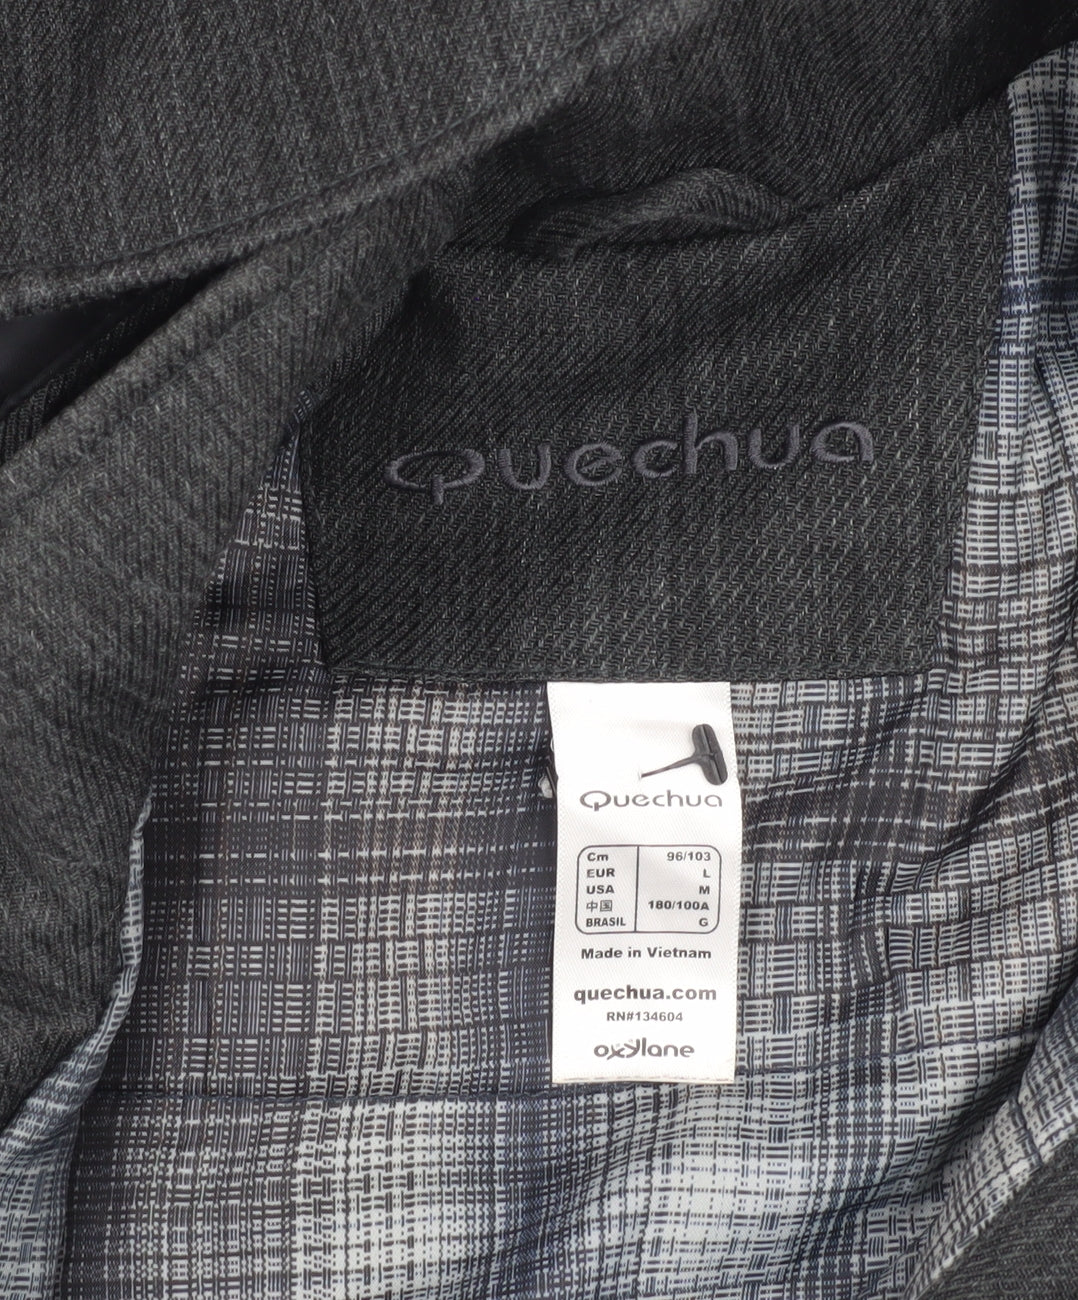 Quechua
Quechua
Cm 96/103
EUR L
USA M
中国 180/100A
BRASIL G
Made in Vietnam
quechua.com
RN#134604
oxylane